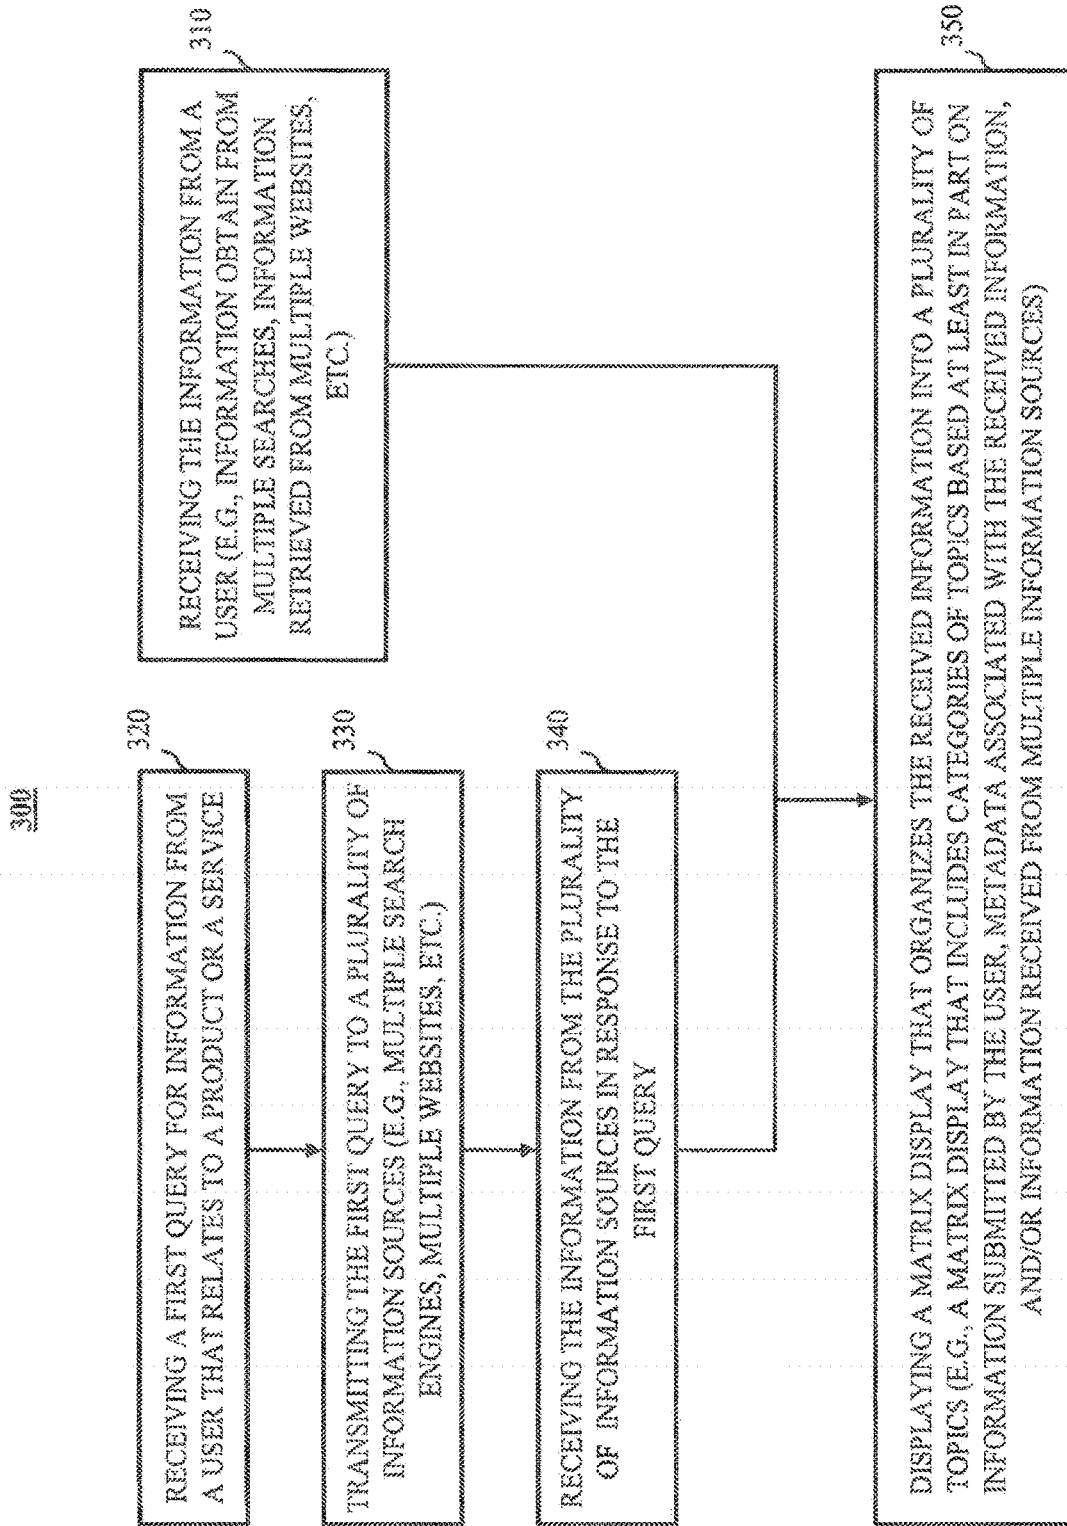 300
320
RECEIVING A FIRST QUERY FOR INFORMATION FROM
A USER THAT RELATES TO A PRODUCT OR A SERVICE
330
TRANSMITTING THE FIRST QUERY TO A PLURALITY OF
INFORMATION SOURCES (E.G., MULTIPLE SEARCH
ENGINES, MULTIPLE WEBSITES, ETC.)
340
RECEIVING THE INFORMATION FROM THE PLURALITY
OF INFORMATION SOURCES IN RESPONSE TO THE
FIRST QUERY
310
RECEIVING THE INFORMATION FROM A
USER (E.G., INFORMATION OBTAIN FROM
MULTIPLE SEARCHES, INFORMATION
RETRIEVED FROM MULTIPLE WEBSITES,
ETC.)
350
DISPLAYING A MATRIX DISPLAY THAT ORGANIZES THE RECEIVED INFORMATION INTO A PLURALITY OF
TOPICS (E.G., A MATRIX DISPLAY THAT INCLUDES CATEGORIES OF TOPICS BASED AT LEAST IN PART ON
INFORMATION SUBMITTED BY THE USER, METADATA ASSOCIATED WITH THE RECEIVED INFORMATION,
AND/OR INFORMATION RECEIVED FROM MULTIPLE INFORMATION SOURCES)